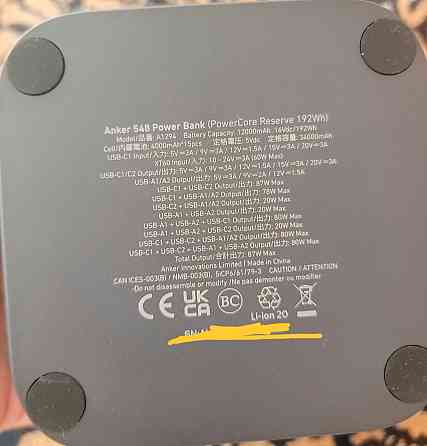 Anker 548 Power Bank (PowerCore Reserve 192Wh)
Model/品番: A1294 Battery Capacity: 12000mAh 16Vdc/192Wh
Cell/内蔵電池: 4000mAh*15pcs 定格電圧: 5Vdc 定格容量: 34000mAh
USB-C1 Input/入力: 5V⎓3A / 9V⎓3A / 12V⎓1.5A / 15V⎓3A / 20V⎓3A
XT60 Input/入力: 10-24V⎓3A (60W Max)
USB-C1/C2 Output/出力: 5V⎓3A / 9V⎓3A / 12V⎓1.5A / 15V⎓3A / 20V⎓3A
USB-A1/A2 Output/出力: 5V⎓3A / 9V⎓2A / 12V⎓1.5A
USB-C1 + USB-C2 Output/出力: 87W Max
USB-C1 + USB-A1/A2 Output/出力: 78W Max
USB-C2 + USB-A1/A2 Output/出力: 20W Max
USB-A1 + USB-A2 Output/出力: 20W Max
USB-C1 + USB-A1 + USB-A2 Output/出力: 80W Max
USB-A1 + USB-A2 + USB-C2 Output/出力: 20W Max
USB-C1 + USB-C2 + USB-A1/A2 Output/出力: 80W Max
USB-C1 + USB-C2 + USB-A1 + USB-A2 Output/出力: 80W Max
Total Output/合計出力: 87W Max
Anker Innovations Limited | Made in China
CAN ICES-003(B) / NMB-003(B), 5ICP6/61/79-3 CAUTION / ATTENTION
-Do not disassemble or modify /Ne pas démonter ou modifier
CE UK CA BC
Li-ion 20